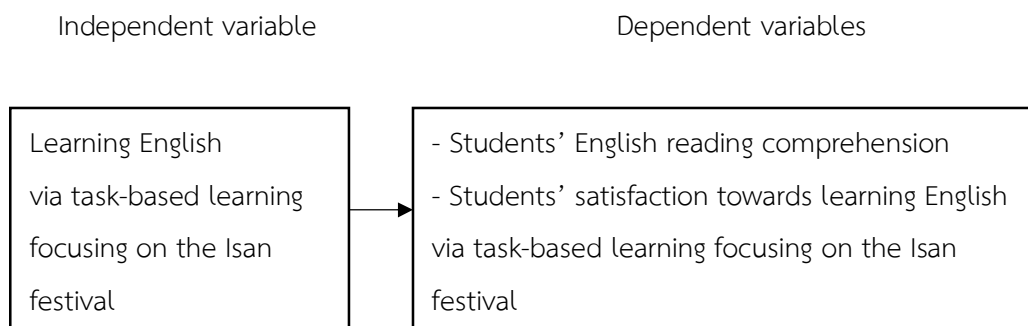 Independent variable
Dependent variables
Learning English
via task-based learning
focusing on the Isan
festival
- Students’ English reading comprehension
- Students’ satisfaction towards learning English
via task-based learning focusing on the Isan
festival